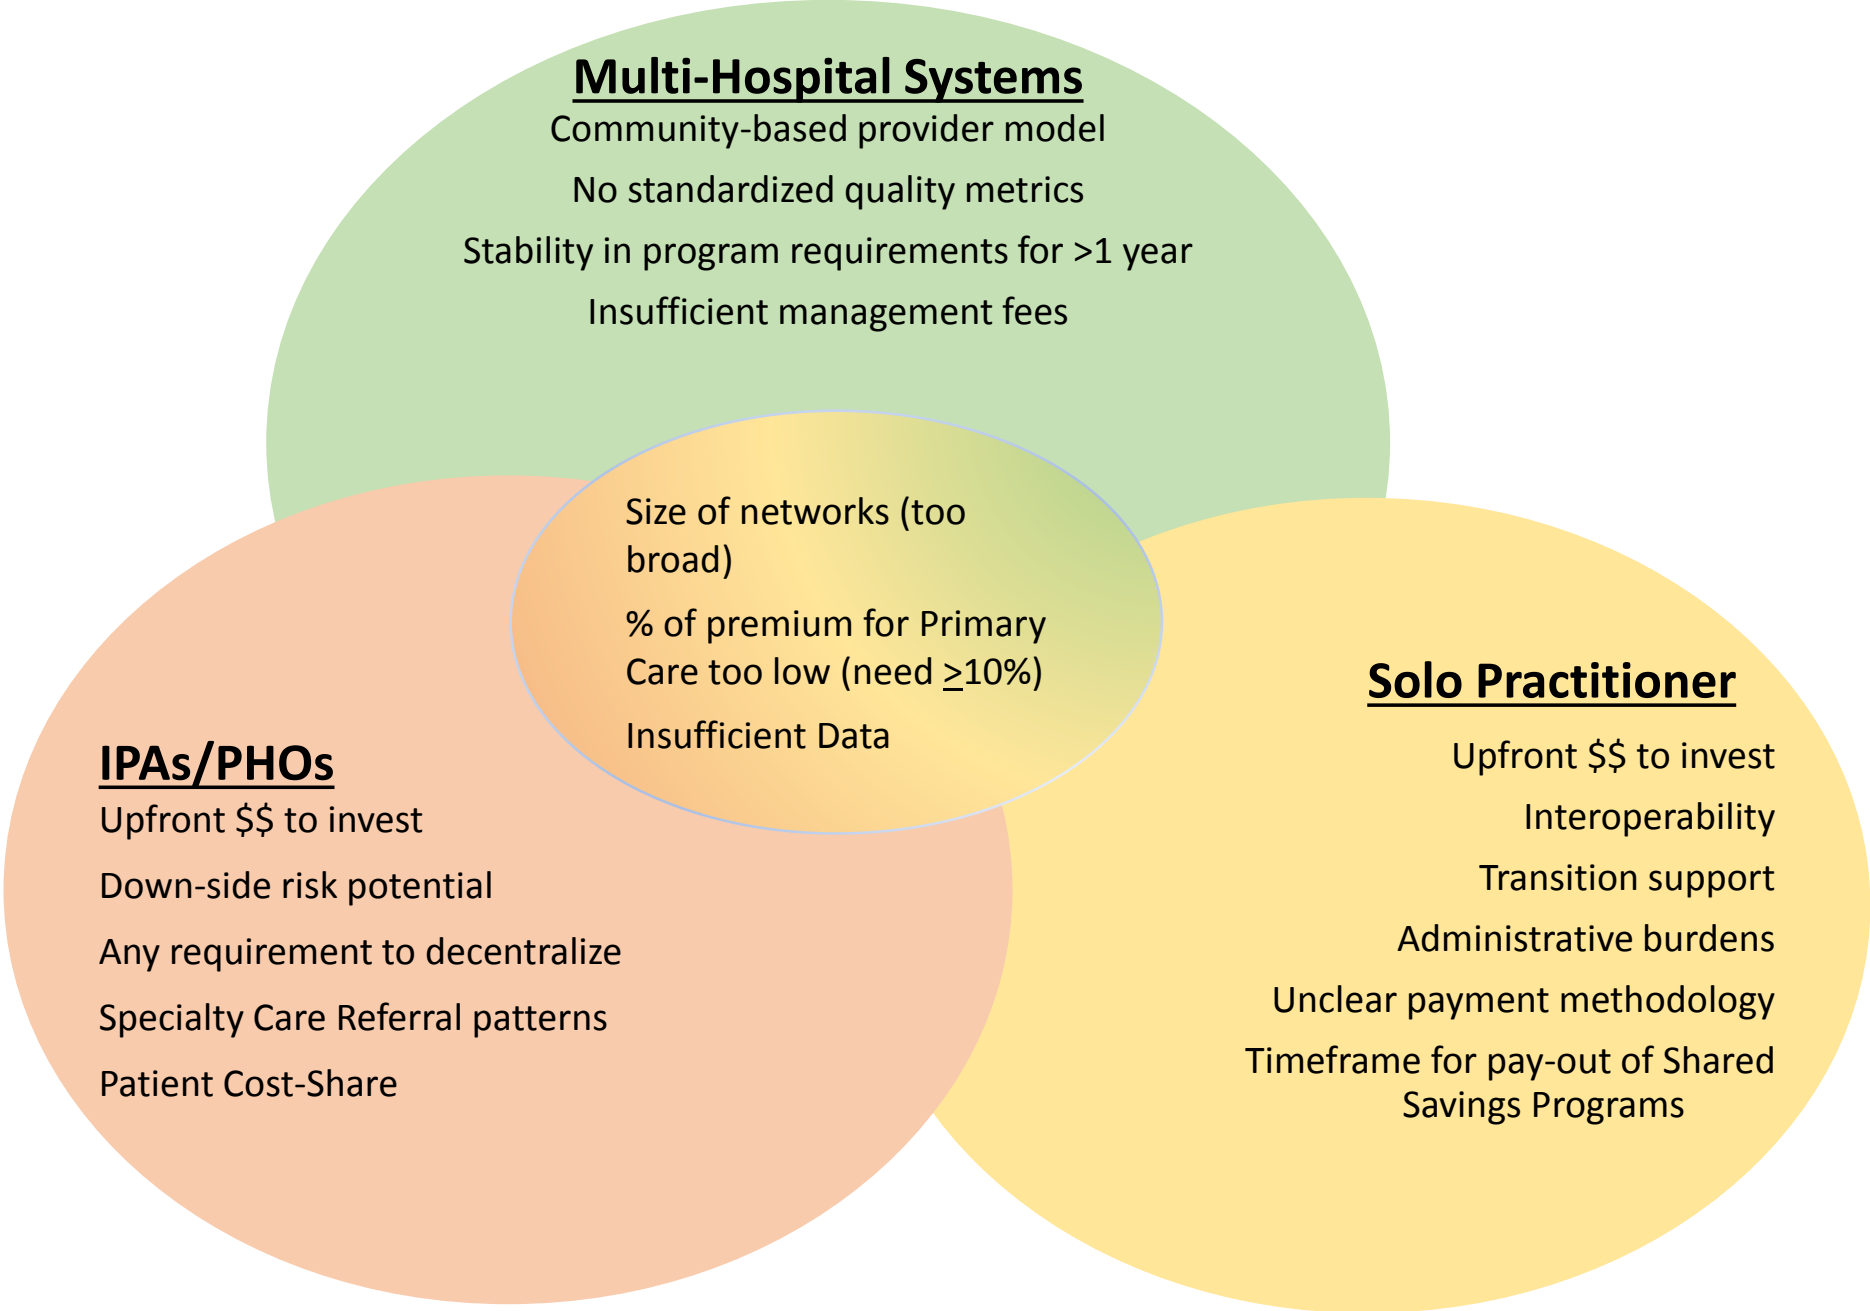 Multi-Hospital Systems
Community-based provider model
No standardized quality metrics
Stability in program requirements for >1 year
Insufficient management fees
Size of networks (too
broad)
% of premium for Primary
Care too low (need >10%)
Insufficient Data
IPAs/PHOs
Upfront $$ to invest
Down-side risk potential
Any requirement to decentralize
Specialty Care Referral patterns
Patient Cost-Share
Solo Practitioner
Upfront $$ to invest
Interoperability
Transition support
Administrative burdens
Unclear payment methodology
Timeframe for pay-out of Shared
Savings Programs